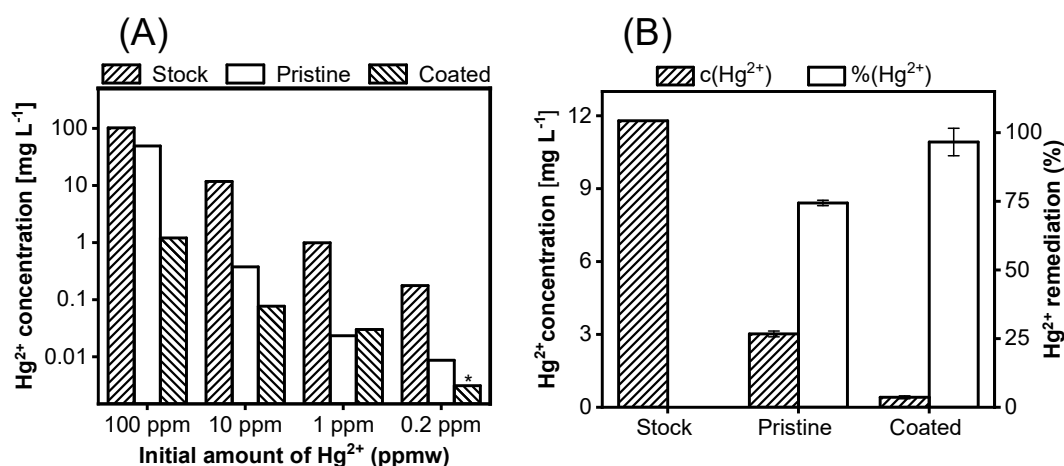 (A)
Stock Pristine Coated
Hg²⁺ concentration [mg L⁻¹]
100
10
1
0.1
0.01
*
100 ppm 10 ppm 1 ppm 0.2 ppm
Initial amount of Hg²⁺ (ppmw)
(B)
c(Hg²⁺) %(Hg²⁺)
Hg²⁺ concentration [mg L⁻¹]
12
9
6
3
0
100
75
50
25
0
Hg²⁺ remediation (%)
Stock Pristine Coated